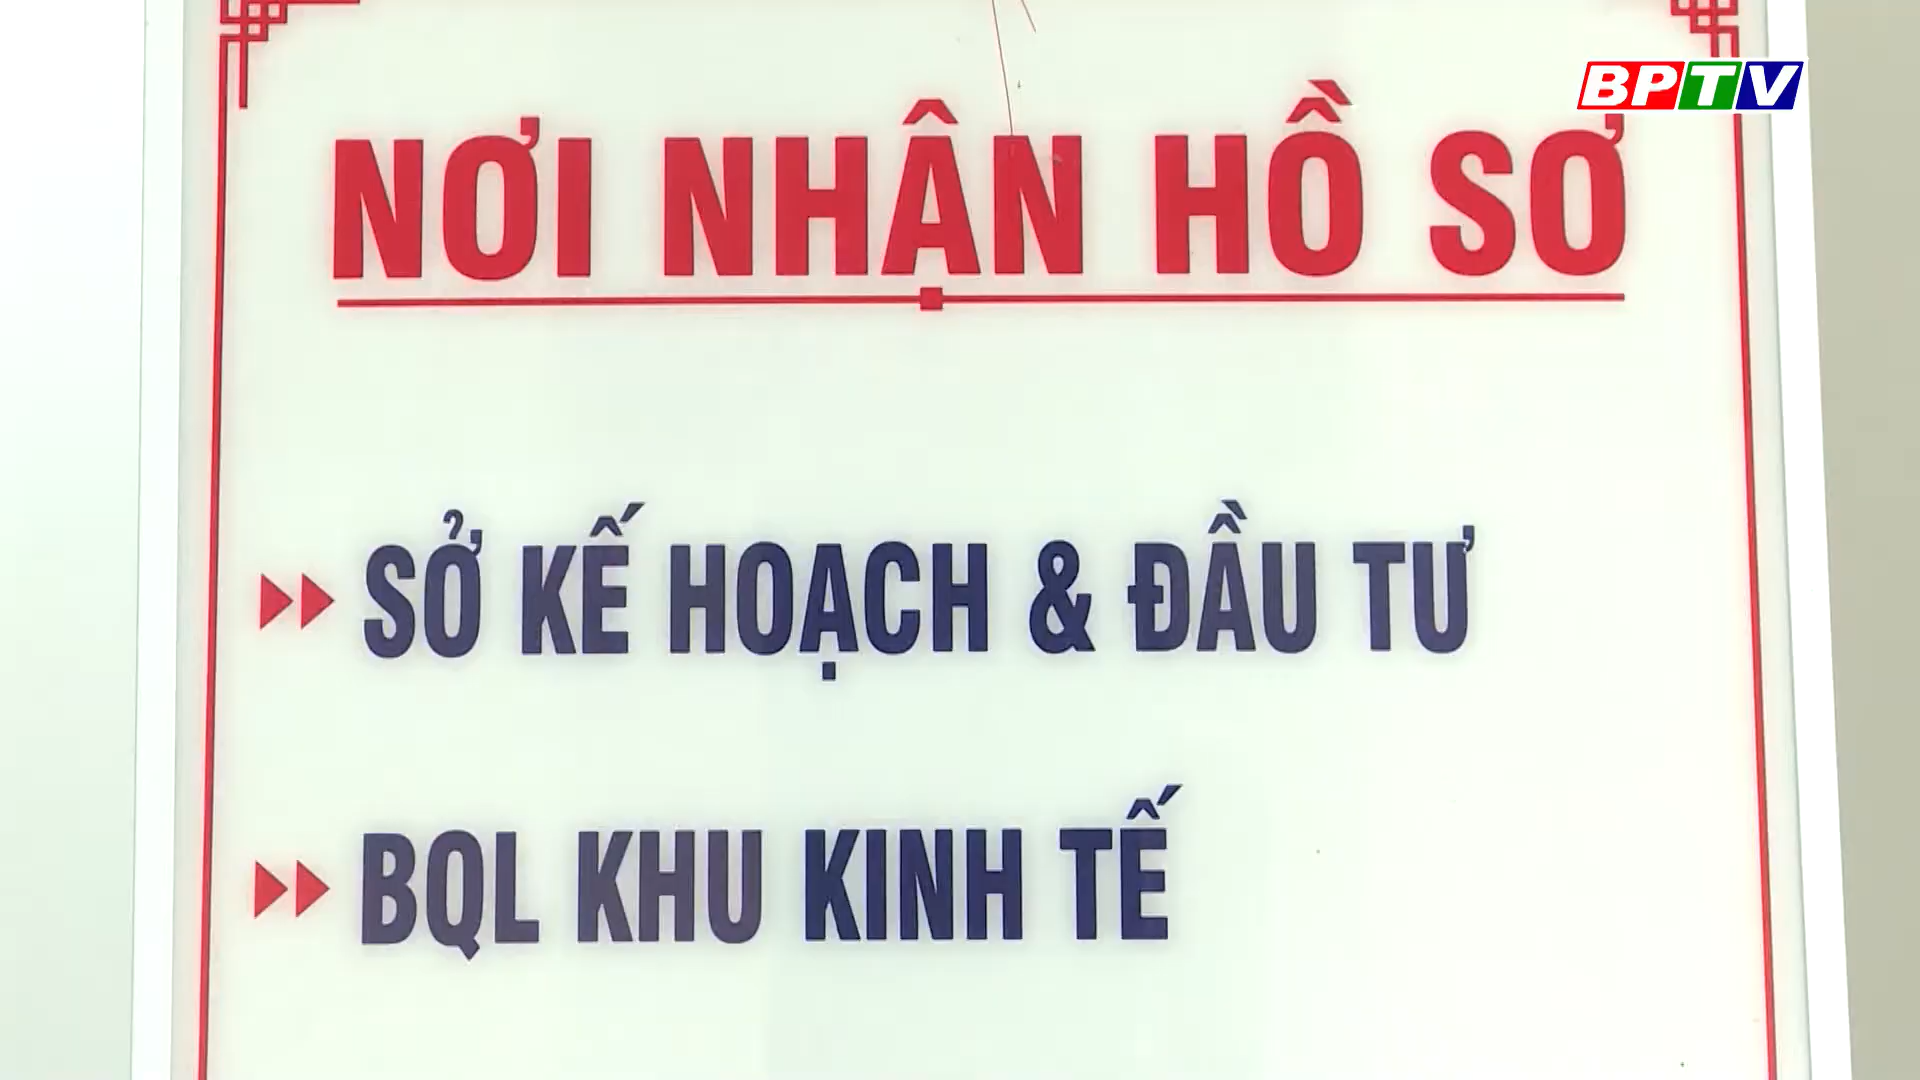 BPTV
NƠI NHẬN HỒ SƠ
SỞ KẾ HOẠCH & ĐẦU TƯ
BQL KHU KINH TẾ